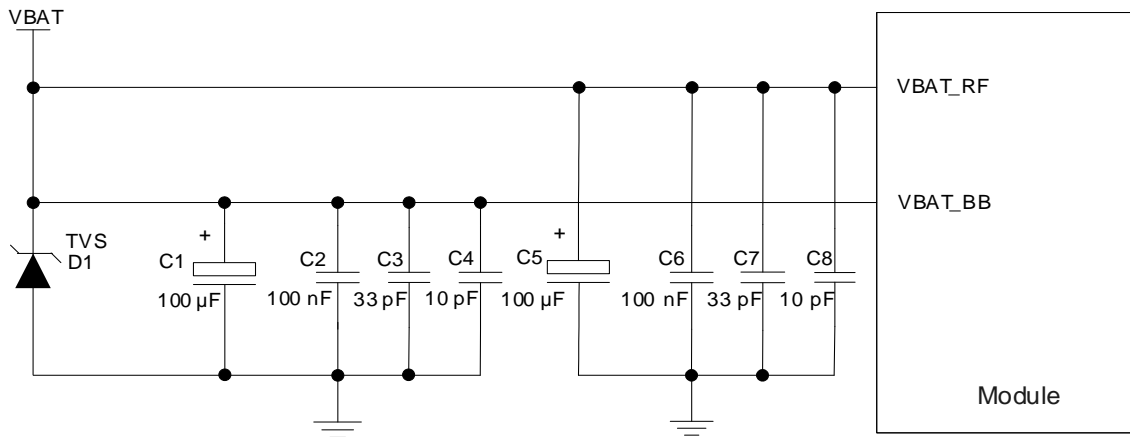 VBAT
VBAT_RF
VBAT_BB
TVS
D1
+
C1
100 µF
C2
100 nF
C3
33 pF
C4
10 pF
+
C5
100 µF
C6
100 nF
C7
33 pF
C8
10 pF
Module